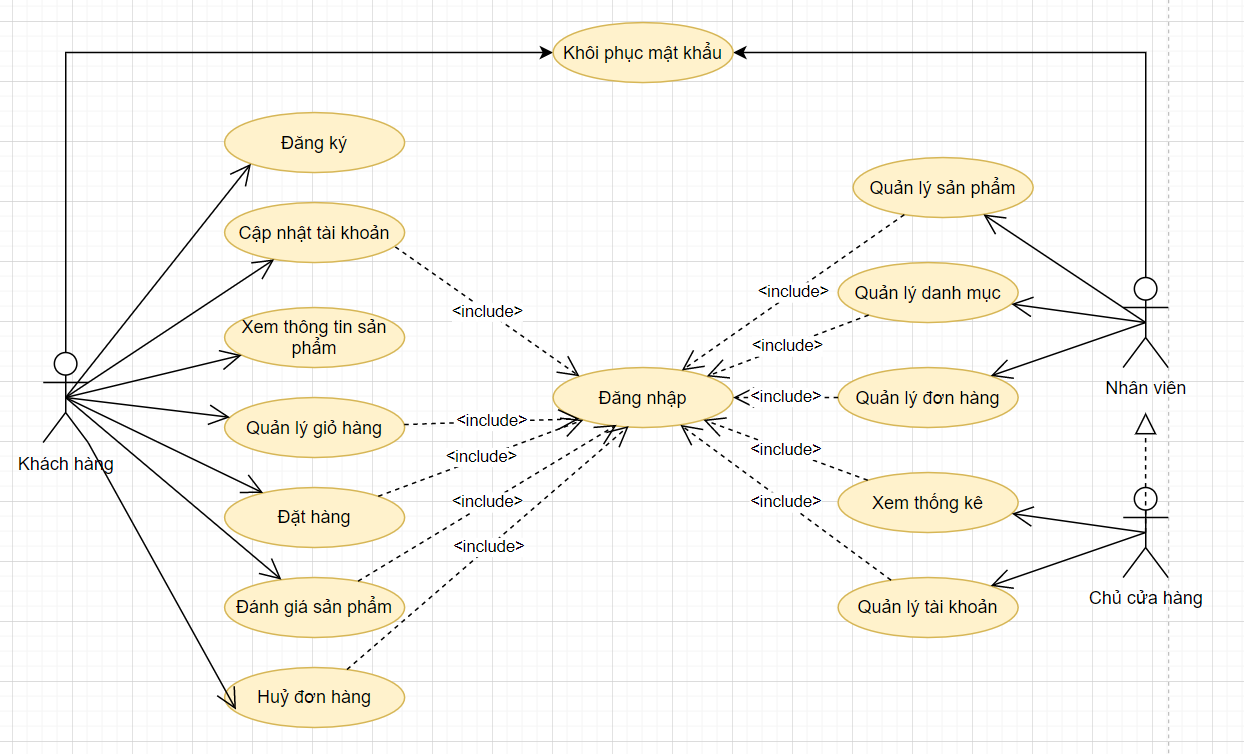 Khôi phục mật khẩu
Đăng ký
Quản lý sản phẩm
Cập nhật tài khoản
<include>
Quản lý danh mục
<include>
Xem thông tin sản
phẩm
<include>
Đăng nhập
<include>
Quản lý đơn hàng
Nhân viên
Quản lý giỏ hàng
<include>
Khách hàng
<include>
<include>
Đặt hàng
<include>
<include>
Xem thống kê
<include>
Đánh giá sản phẩm
Quản lý tài khoản
Chủ cửa hàng
Huỷ đơn hàng